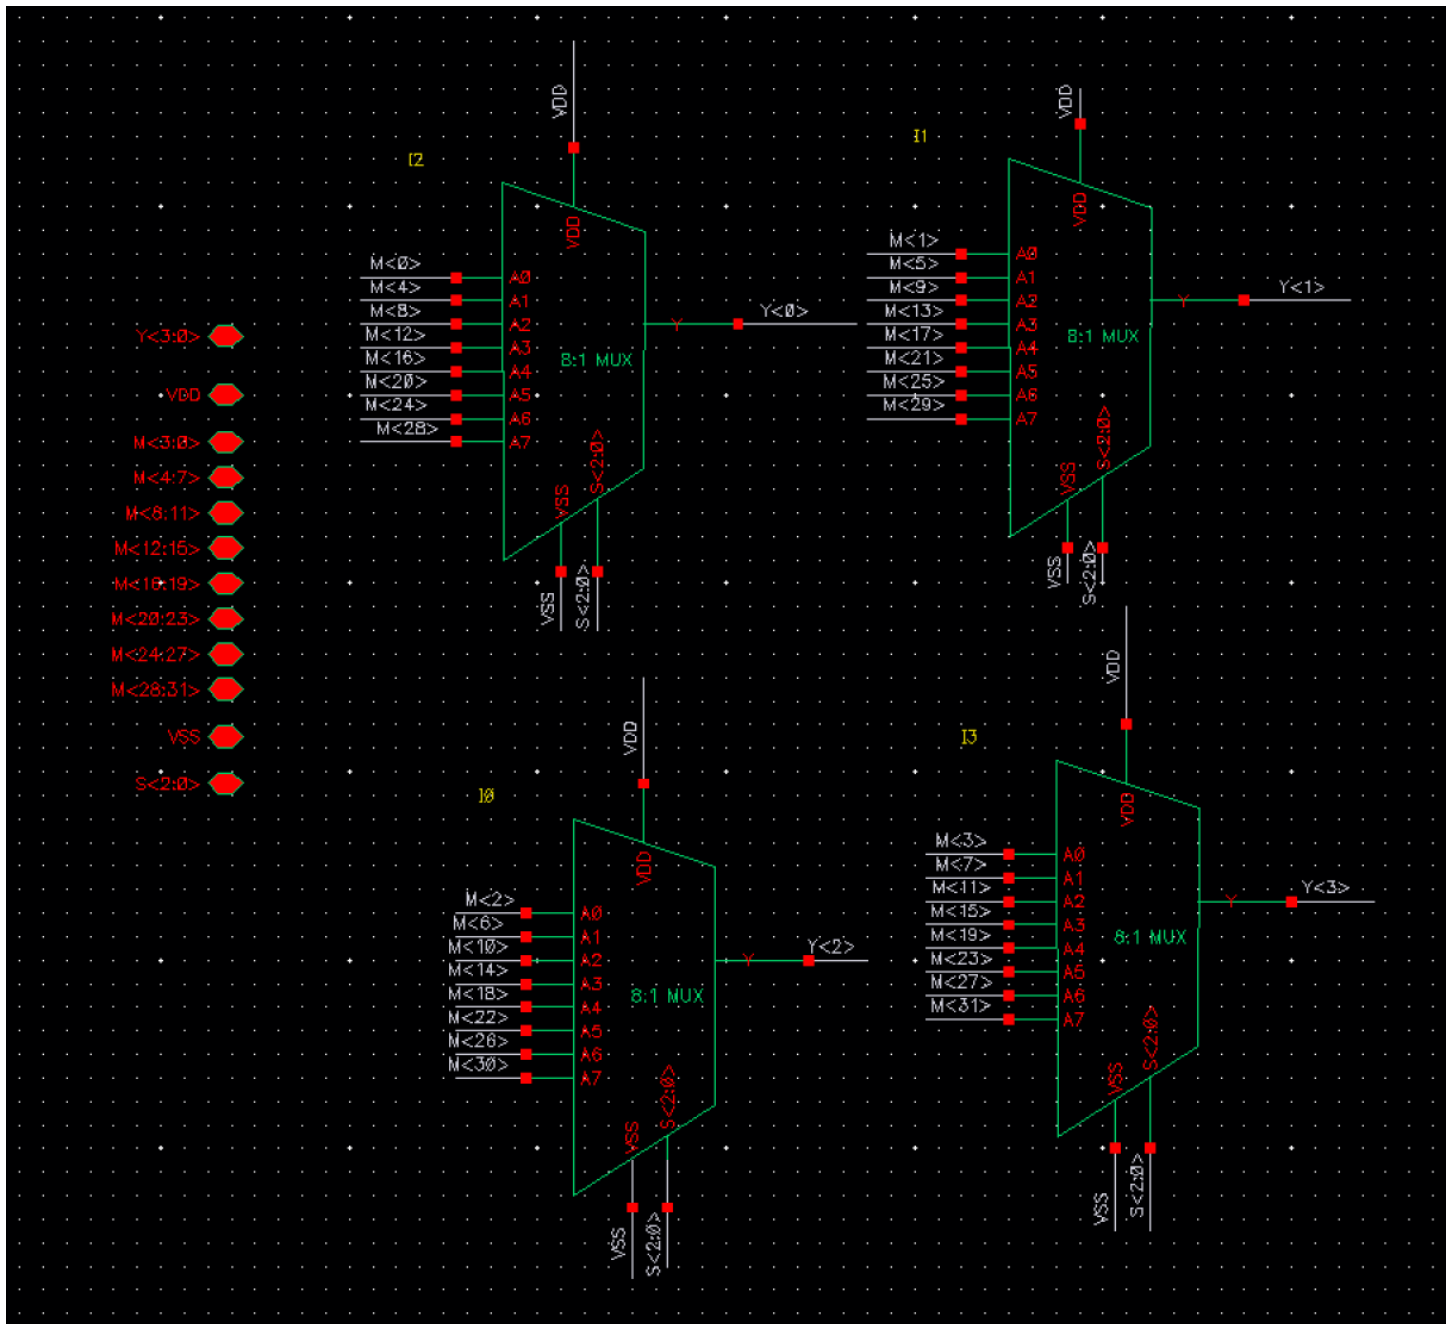 Y<3:0>
VDD
M<3:0>
M<4:7>
M<8:11>
M<12:15>
M<16:19>
M<20:23>
M<24:27>
M<28:31>
VSS
S<2:0>
I2
VDD
VDD
M<0>
M<4>
M<8>
M<12>
M<16>
M<20>
M<24>
M<28>
A0
A1
A2
A3
A4
A5
A6
A7
8:1 MUX
Y
Y<0>
VSS
S<2:0>
VSS
S<2:0>
I1
VDD
VDD
M<1>
M<5>
M<9>
M<13>
M<17>
M<21>
M<25>
M<29>
A0
A1
A2
A3
A4
A5
A6
A7
8:1 MUX
Y
Y<1>
VSS
S<2:0>
VSS
S<2:0>
I0
VDD
VDD
M<2>
M<6>
M<10>
M<14>
M<18>
M<22>
M<26>
M<30>
A0
A1
A2
A3
A4
A5
A6
A7
8:1 MUX
Y
Y<2>
VSS
S<2:0>
VSS
S<2:0>
I3
VDD
VDD
M<3>
M<7>
M<11>
M<15>
M<19>
M<23>
M<27>
M<31>
A0
A1
A2
A3
A4
A5
A6
A7
8:1 MUX
Y
Y<3>
VSS
S<2:0>
VSS
S<2:0>